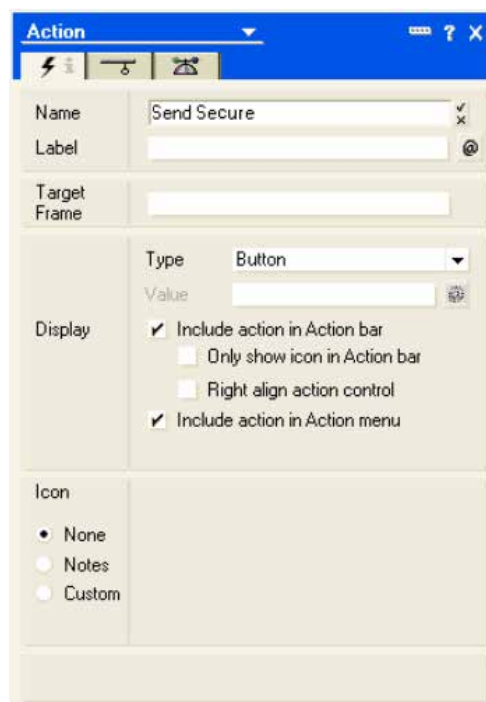 Action
?
X
Name
Send Secure
Label
@
Target
Frame
Type
Button
Value
Display
Include action in Action bar
Only show icon in Action bar
Right align action control
Include action in Action menu
Icon
None
Notes
Custom